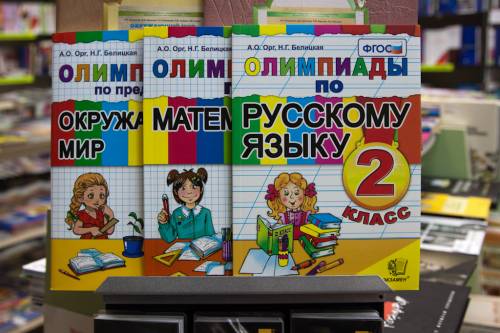 А.О. Орг, Н.Г. Белицкая
ОЛИМП
по пред
ОКРУЖА
МИР
А.О. Орг, Н.Г. Белицкая
ОЛИМПИА
п
МАТЕМ
А.О. Орг, Н.Г. Белицкая
ФГОС
ОЛИМПИАДЫ
по
РУССКОМУ
ЯЗЫКУ
2
КЛАСС
ЭКЗАМЕН